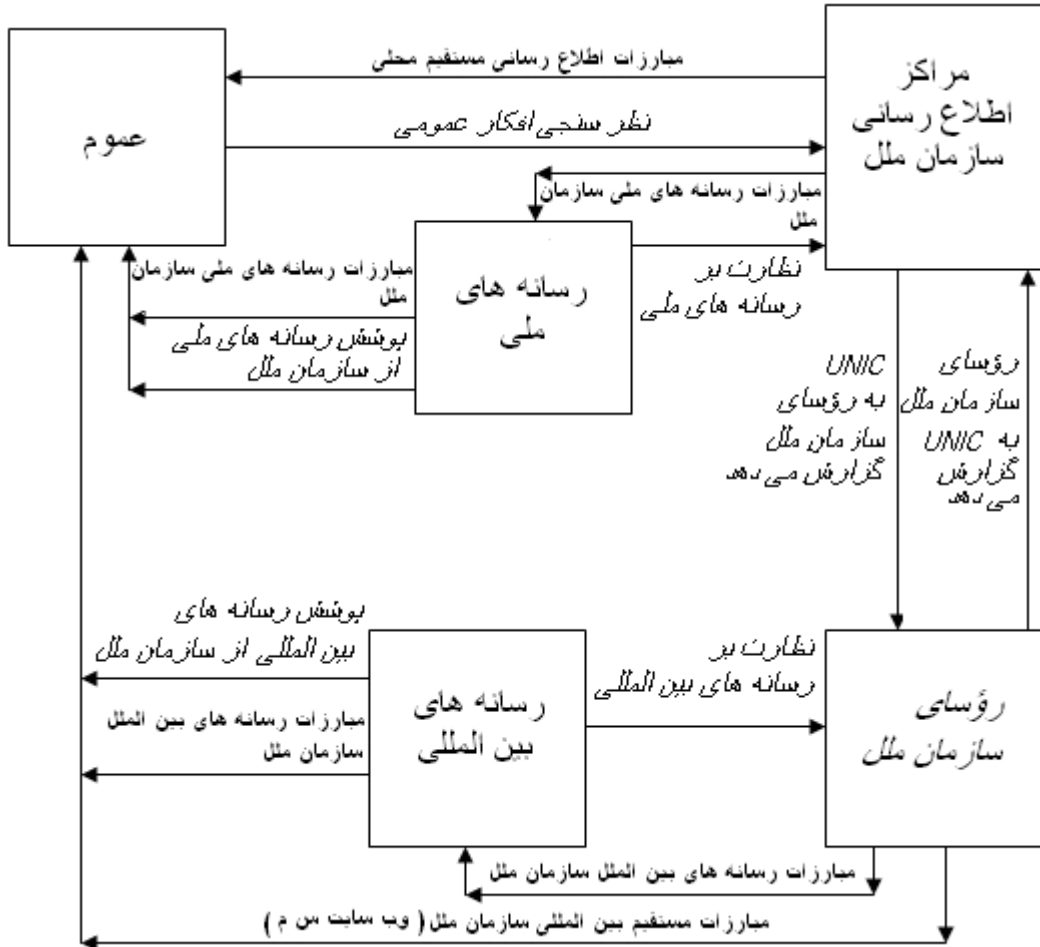 عموم
مبارزات اطلاع رسانی مستقیم محلی
نظر سنجی افکار عمومی
مراکز
اطلاع رسانی
سازمان ملل
مبارزات رسانه های ملی سازمان
ملل
رسانه های
ملی
نظارت بر
رسانه های ملی
مبارزات رسانه های ملی سازمان
ملل
پوشش رسانه های ملی
از سازمان ملل
رؤسای
سازمان ملل
به UNIC
گزارش
می دهد
UNIC
به رؤسای
سازمان
ملل
گزارش می دهد
پوشش رسانه های
بین المللی از سازمان ملل
مبارزات رسانه های بین الملل
سازمان ملل
رسانه های
بین المللی
نظارت بر
رسانه های بین المللی
رؤسای
سازمان ملل
مبارزات رسانه های بین الملل سازمان ملل
مبارزات مستقیم بین المللی سازمان ملل( وب سایت س م )